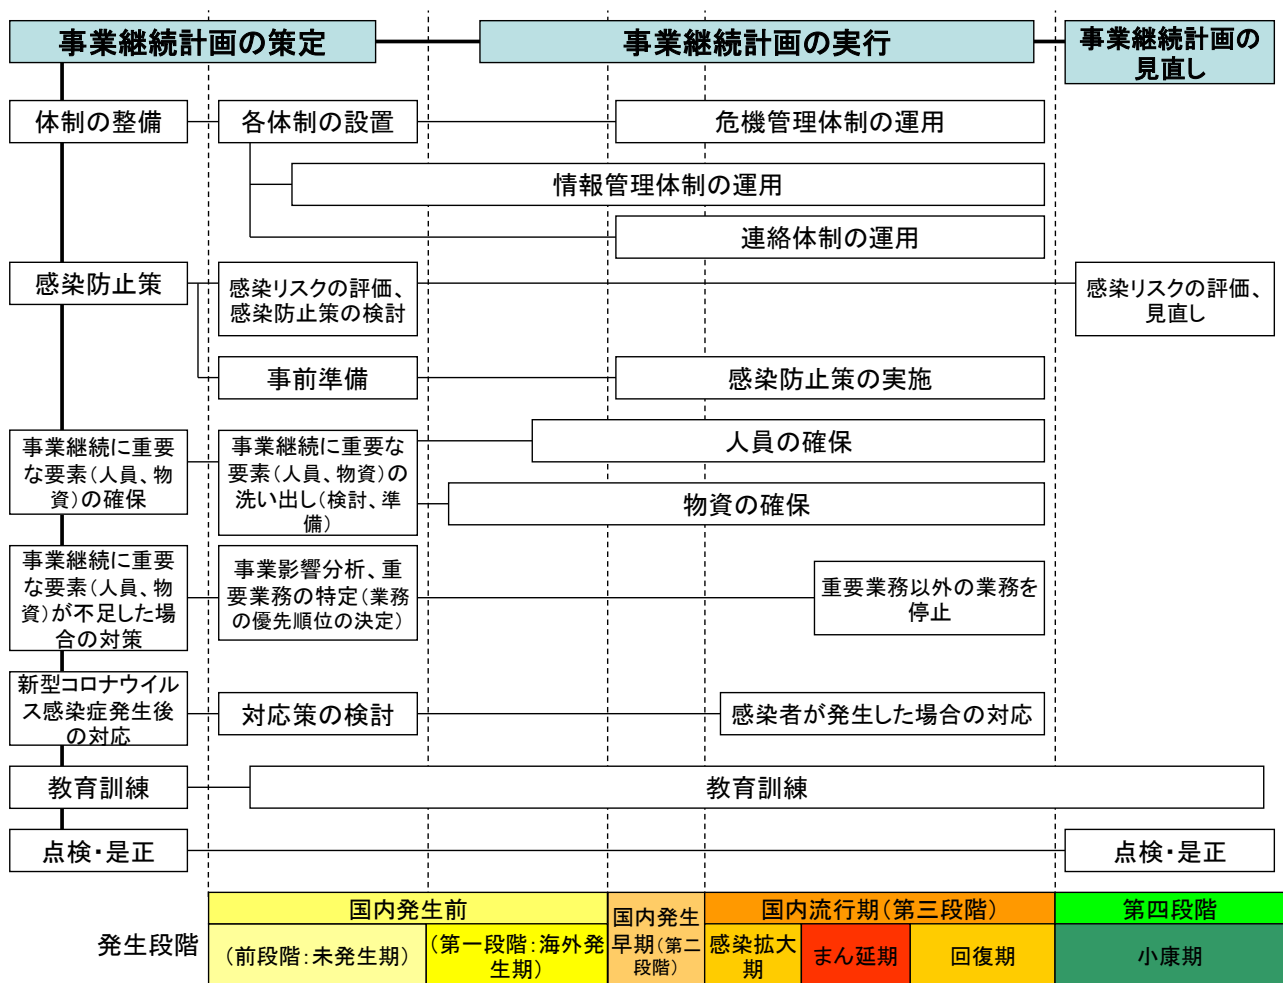 事業継続計画の策定
事業継続計画の実行
事業継続計画の
見直し
体制の整備
各体制の設置
危機管理体制の運用
情報管理体制の運用
連絡体制の運用
感染防止策
感染リスクの評価、
感染防止策の検討
感染リスクの評価、
見直し
事前準備
感染防止策の実施
事業継続に重要
な要素(人員、物
資)の確保
事業継続に重要な
要素(人員、物資)の
洗い出し(検討、準
備)
人員の確保
物資の確保
事業継続に重要
な要素(人員、物
資)が不足した場
合の対策
事業影響分析、重
要業務の特定(業務
の優先順位の決定)
重要業務以外の業務を
停止
新型コロナウイル
ス感染症発生後
の対応
対応策の検討
感染者が発生した場合の対応
教育訓練
教育訓練
点検・是正
点検・是正
発生段階
国内発生前
(前段階:未発生期)
(第一段階:海外発
生期)
国内発生
早期(第二
段階)
国内流行期(第三段階)
感染拡大
期
まん延期
回復期
第四段階
小康期